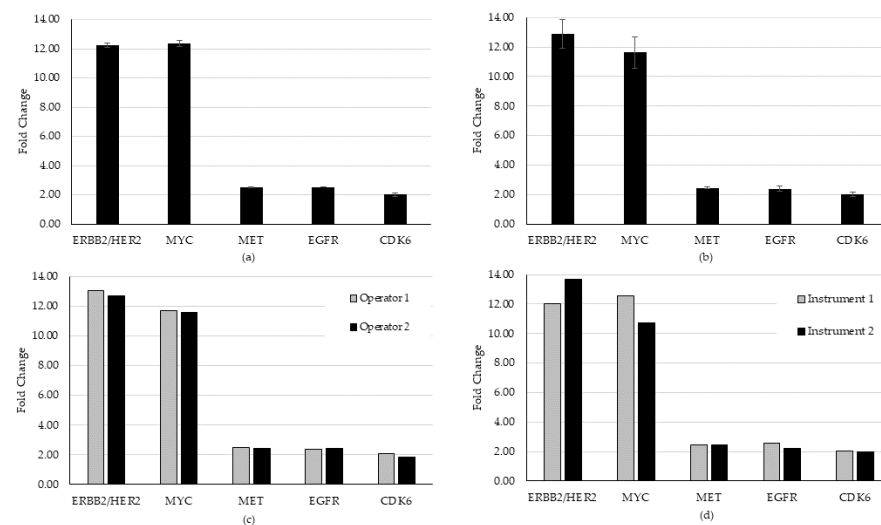 14.00
12.00
10.00
8.00
6.00
4.00
2.00
0.00
Fold Change
ERBB2/HER2 MYC MET EGFR CDK6
(a)
14.00
12.00
10.00
8.00
6.00
4.00
2.00
0.00
Fold Change
ERBB2/HER2 MYC MET EGFR CDK6
(b)
14.00
12.00
10.00
8.00
6.00
4.00
2.00
0.00
Fold Change
Operator 1
Operator 2
ERBB2/HER2 MYC MET EGFR CDK6
(c)
14.00
12.00
10.00
8.00
6.00
4.00
2.00
0.00
Fold Change
Instrument 1
Instrument 2
ERBB2/HER2 MYC MET EGFR CDK6
(d)